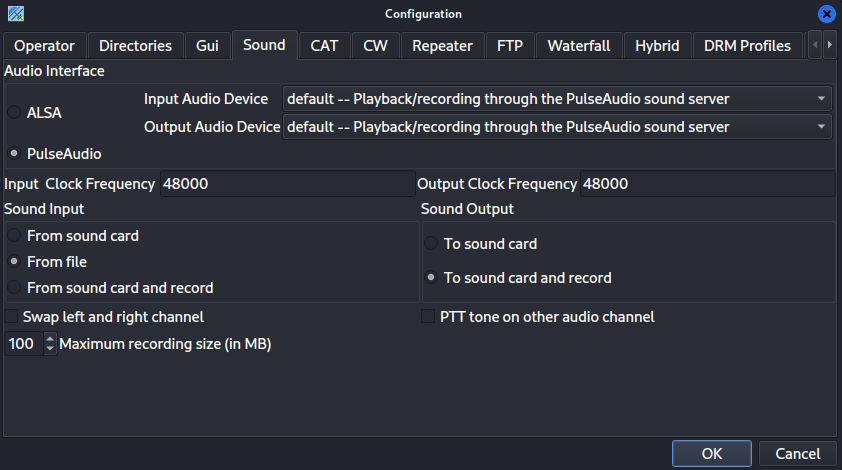 Configuration
Operator Directories Gui Sound CAT CW Repeater FTP Waterfall Hybrid DRM Profiles
Audio Interface
ALSA
Input Audio Device default -- Playback/recording through the PulseAudio sound server
Output Audio Device default -- Playback/recording through the PulseAudio sound server
PulseAudio
Input Clock Frequency 48000 Output Clock Frequency 48000
Sound Input
From sound card
From file
From sound card and record
Sound Output
To sound card
To sound card and record
Swap left and right channel
PTT tone on other audio channel
100 Maximum recording size (in MB)
OK Cancel